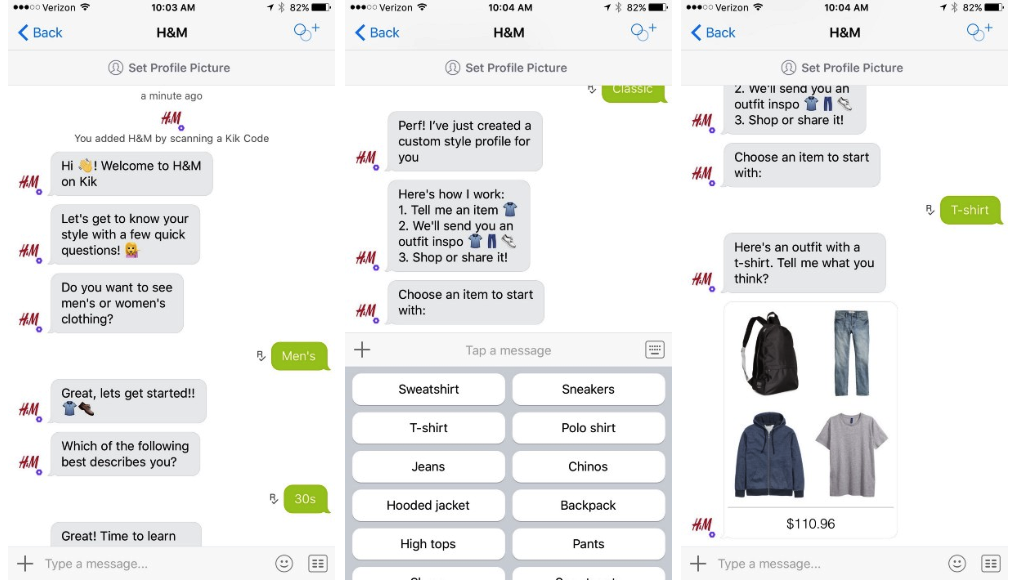 Verizon 10:03 AM 82%
Back H&M
Set Profile Picture
a minute ago
H&M
You added H&M by scanning a Kik Code
Hi 👋! Welcome to H&M
on Kik
H&M
Let's get to know your
style with a few quick
questions! 🙆
H&M
Do you want to see
men's or women's
clothing?
H&M
R Men's
Great, lets get started!!
👕👞
H&M
Which of the following
best describes you?
H&M
R 30s
Great! Time to learn
Type a message...
Verizon 10:04 AM 82%
Back H&M
Set Profile Picture
Classic
Perf! I've just created a
custom style profile for
you
H&M
Here's how I work:
1. Tell me an item 👕
2. We'll send you an
outfit inspo 👕👖👟
3. Shop or share it!
H&M
Choose an item to start
with:
H&M
Tap a message
Sweatshirt Sneakers
T-shirt Polo shirt
Jeans Chinos
Hooded jacket Backpack
High tops Pants
Verizon 10:04 AM 82%
Back H&M
Set Profile Picture
2. We'll send you an
outfit inspo 👕👖👟
3. Shop or share it!
H&M
Choose an item to start
with:
H&M
R T-shirt
Here's an outfit with a
t-shirt. Tell me what you
think?
H&M
$110.96
H&M
Type a message...